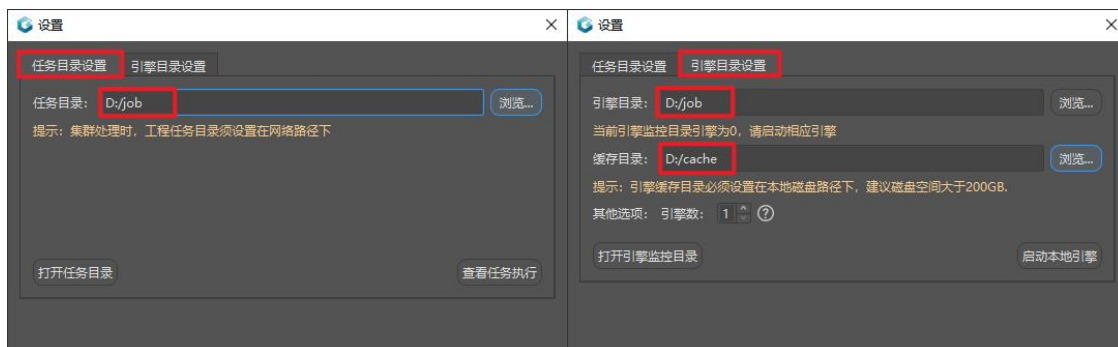 设置
任务目录设置 引擎目录设置
任务目录: D:/job 浏览...
提示：集群处理时，工程任务目录须设置在网络路径下
打开任务目录 查看任务执行
设置
任务目录设置 引擎目录设置
引擎目录: D:/job 浏览...
当前引擎监控目录引擎为0，请启动相应引擎
缓存目录: D:/cache 浏览...
提示：引擎缓存目录必须设置在本地磁盘路径下，建议磁盘空间大于200GB.
其他选项: 引擎数: 1
打开引擎监控目录 启动本地引擎